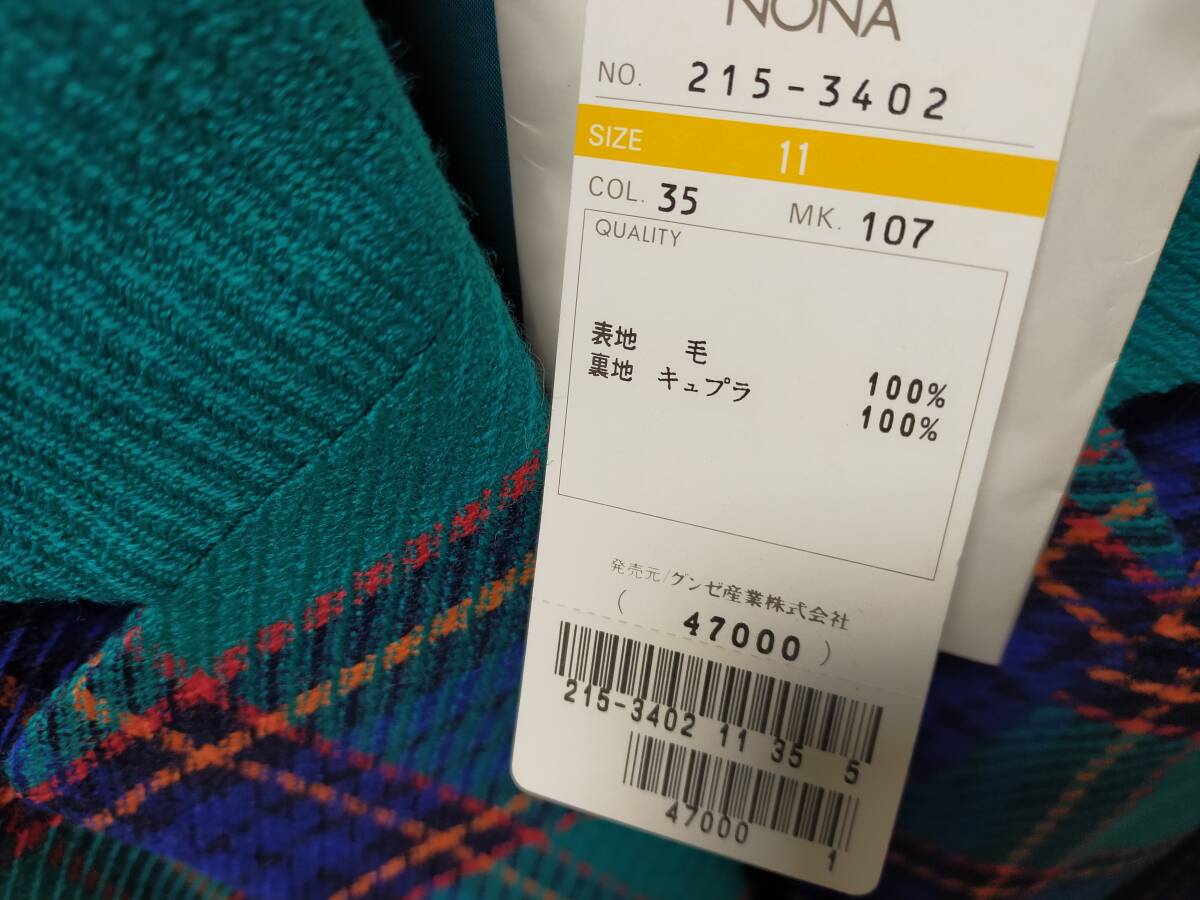 NONA
NO. 215-3402
SIZE 11
COL. 35 MK. 107
QUALITY
表地 毛 100%
裏地 キュプラ 100%
発売元/グンゼ産業株式会社
( 47000 )
215-3402 11 35 5
47000 1